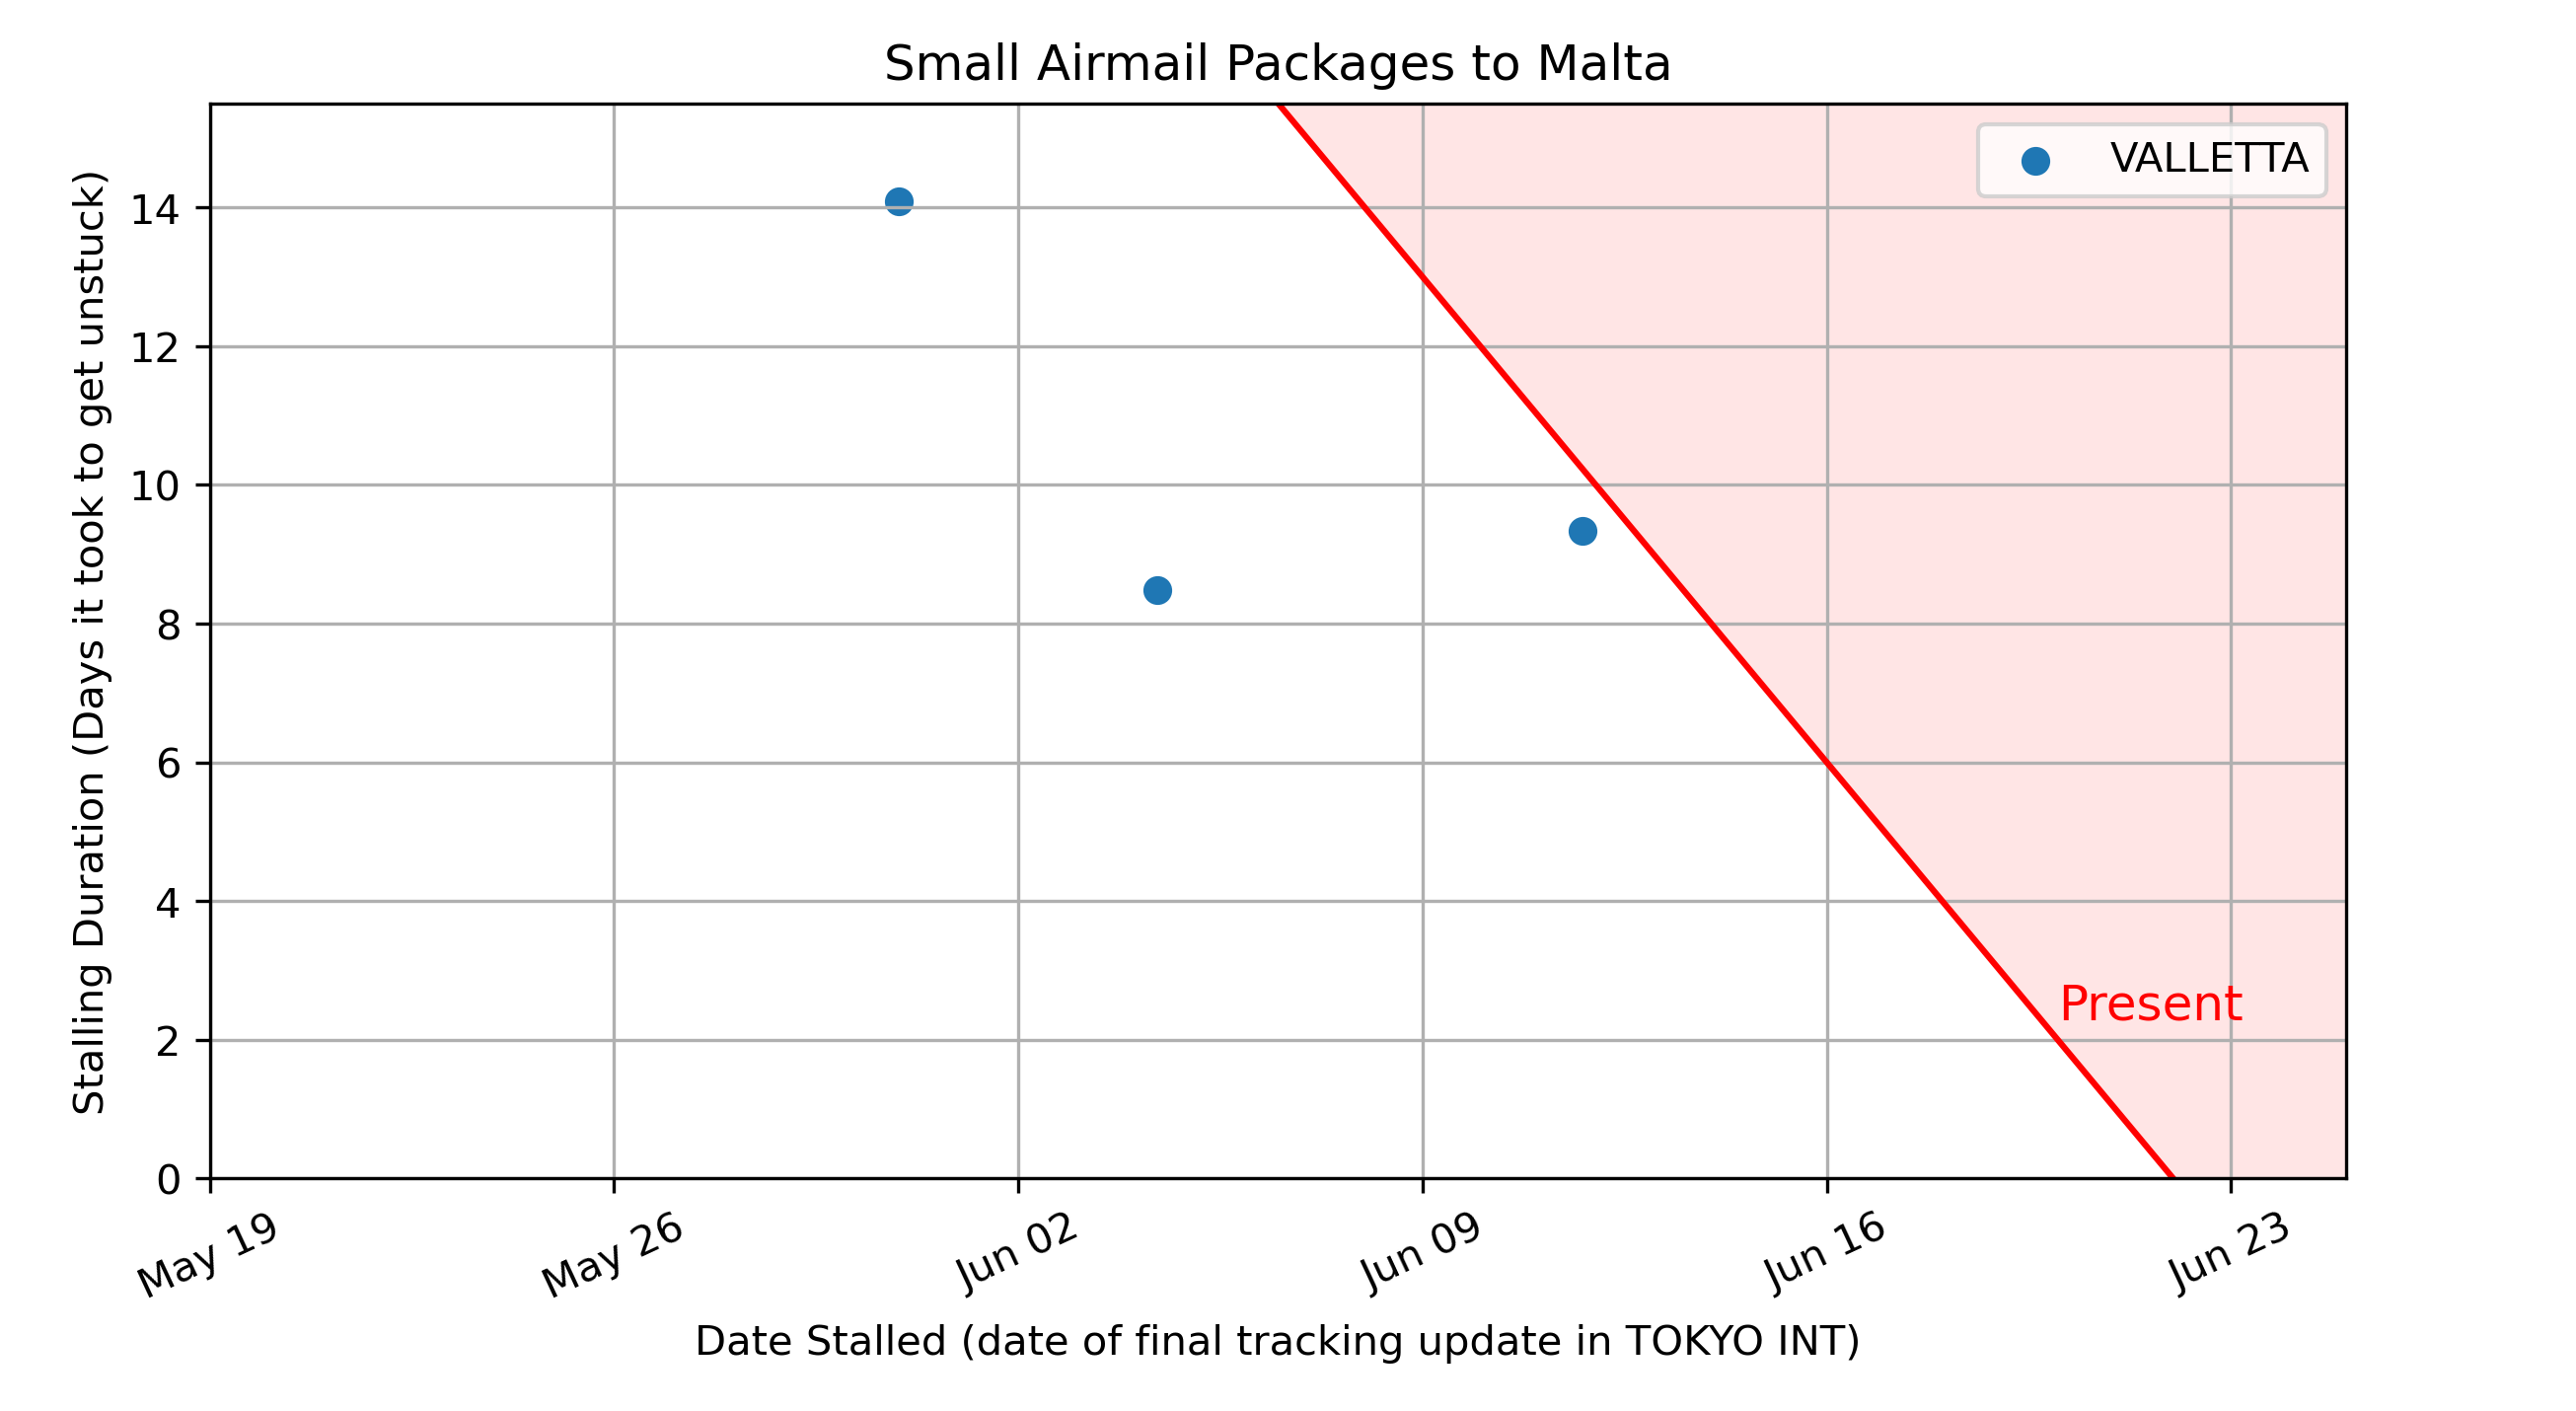 Small Airmail Packages to Malta
VALLETTA
Stalling Duration (Days it took to get unstuck)
14
12
10
8
6
4
2
0
Present
May 19
May 26
Jun 02
Jun 09
Jun 16
Jun 23
Date Stalled (date of final tracking update in TOKYO INT)